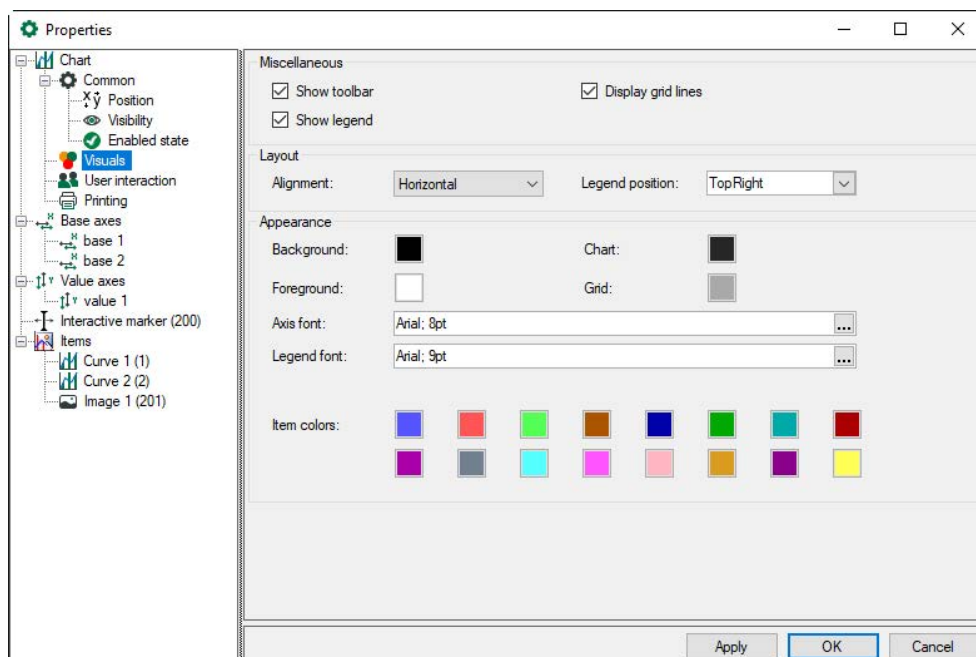 Properties
Chart
Common
Position
Visibility
Enabled state
Visuals
User interaction
Printing
Base axes
base 1
base 2
Value axes
value 1
Interactive marker (200)
Items
Curve 1 (1)
Curve 2 (2)
Image 1 (201)
Miscellaneous
Show toolbar
Display grid lines
Show legend
Layout
Alignment: Horizontal Legend position: TopRight
Appearance
Background: Chart:
Foreground: Grid:
Axis font: Arial; 8pt ...
Legend font: Arial; 9pt ...
Item colors:
Apply OK Cancel